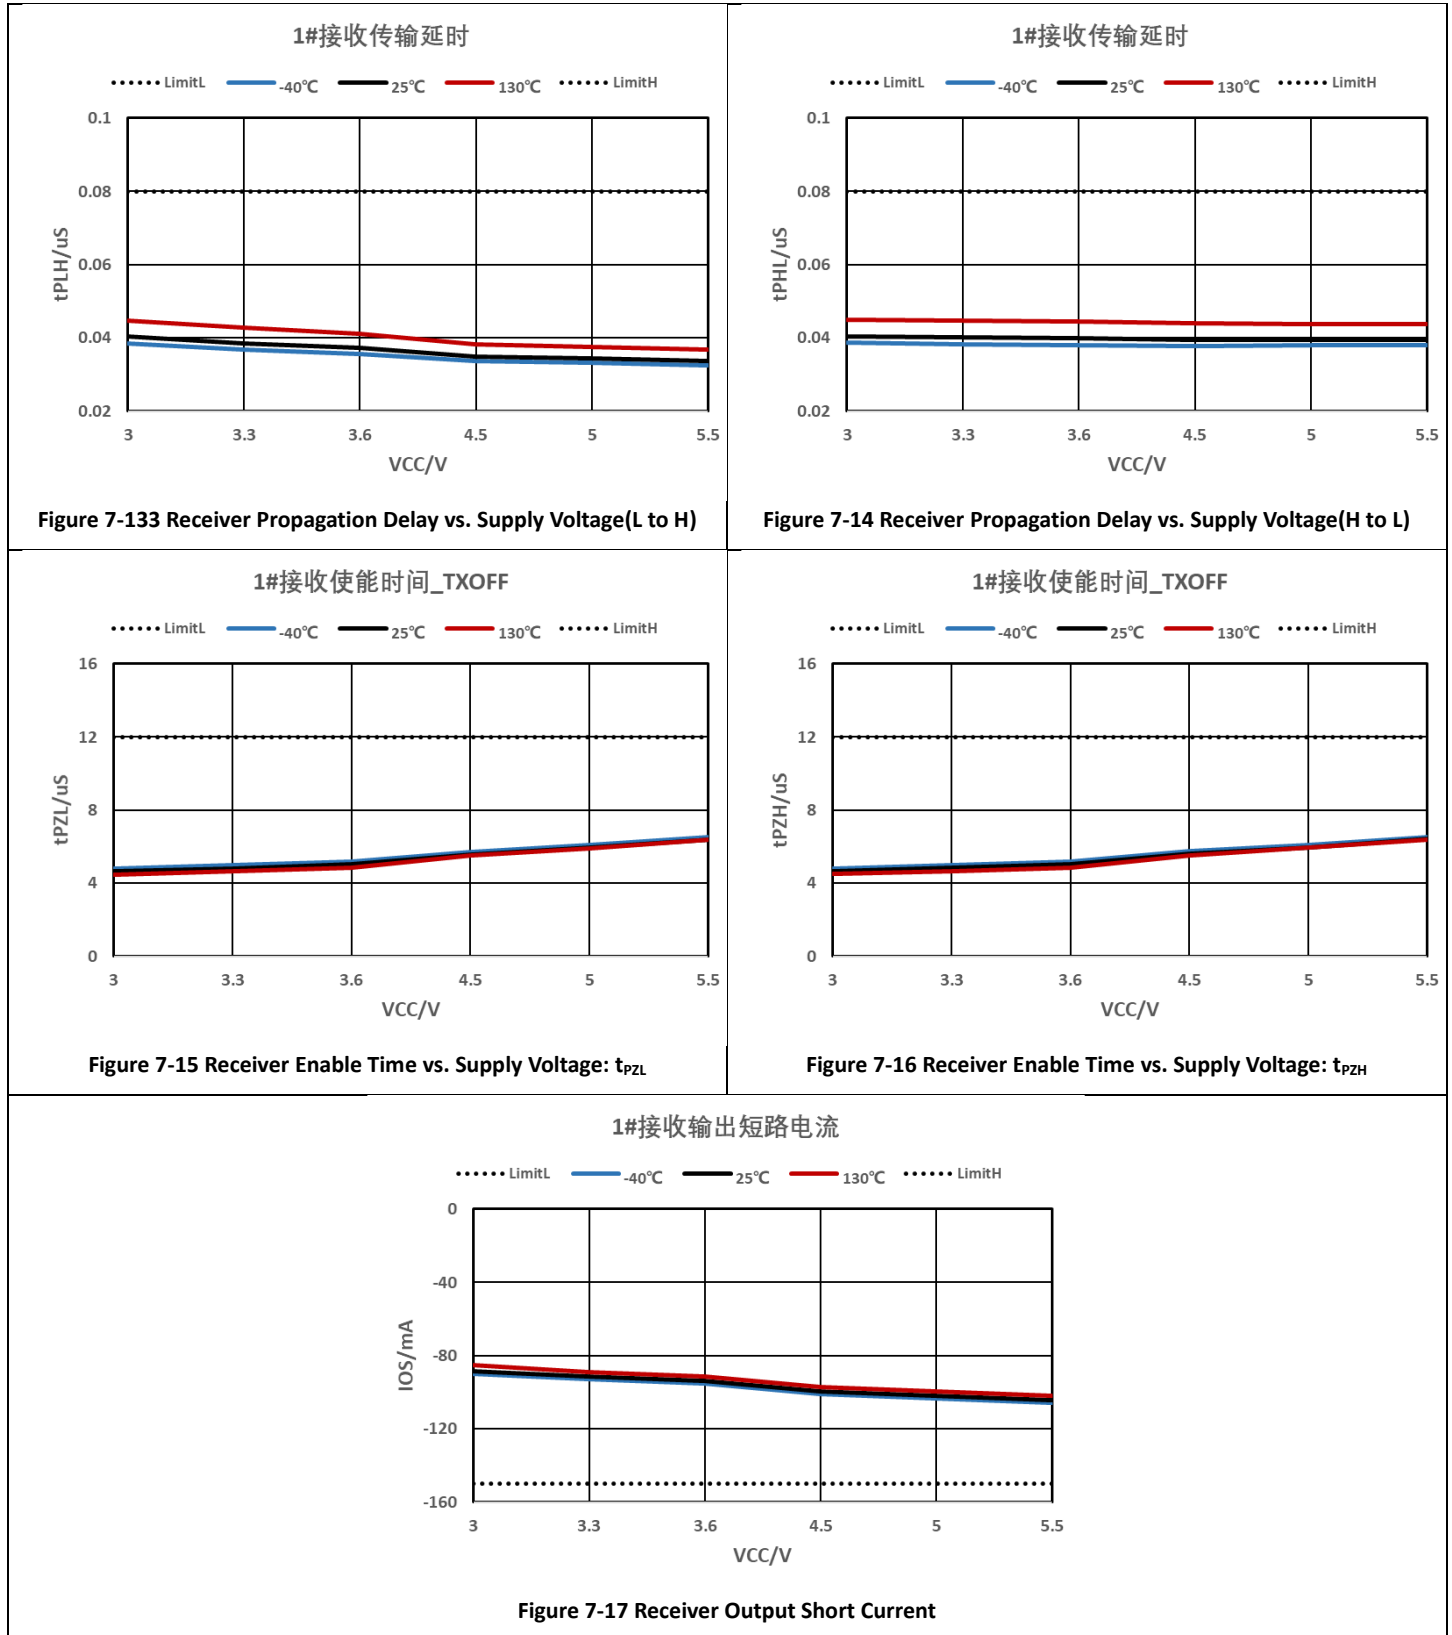 1#接收传输延时
LimitL -40℃ 25℃ 130℃ LimitH
0.1
0.08
0.06
0.04
0.02
tPLH/uS
3 3.3 3.6 4.5 5 5.5
VCC/V
Figure 7-133 Receiver Propagation Delay vs. Supply Voltage(L to H)
1#接收传输延时
LimitL -40℃ 25℃ 130℃ LimitH
0.1
0.08
0.06
0.04
0.02
tPHL/uS
3 3.3 3.6 4.5 5 5.5
VCC/V
Figure 7-14 Receiver Propagation Delay vs. Supply Voltage(H to L)
1#接收使能时间_TXOFF
LimitL -40℃ 25℃ 130℃ LimitH
16
12
8
4
0
tPZL/uS
3 3.3 3.6 4.5 5 5.5
VCC/V
Figure 7-15 Receiver Enable Time vs. Supply Voltage: tPZL
1#接收使能时间_TXOFF
LimitL -40℃ 25℃ 130℃ LimitH
16
12
8
4
0
tPZH/uS
3 3.3 3.6 4.5 5 5.5
VCC/V
Figure 7-16 Receiver Enable Time vs. Supply Voltage: tPZH
1#接收输出短路电流
LimitL -40℃ 25℃ 130℃ LimitH
0
-40
-80
-120
-160
IOS/mA
3 3.3 3.6 4.5 5 5.5
VCC/V
Figure 7-17 Receiver Output Short Current